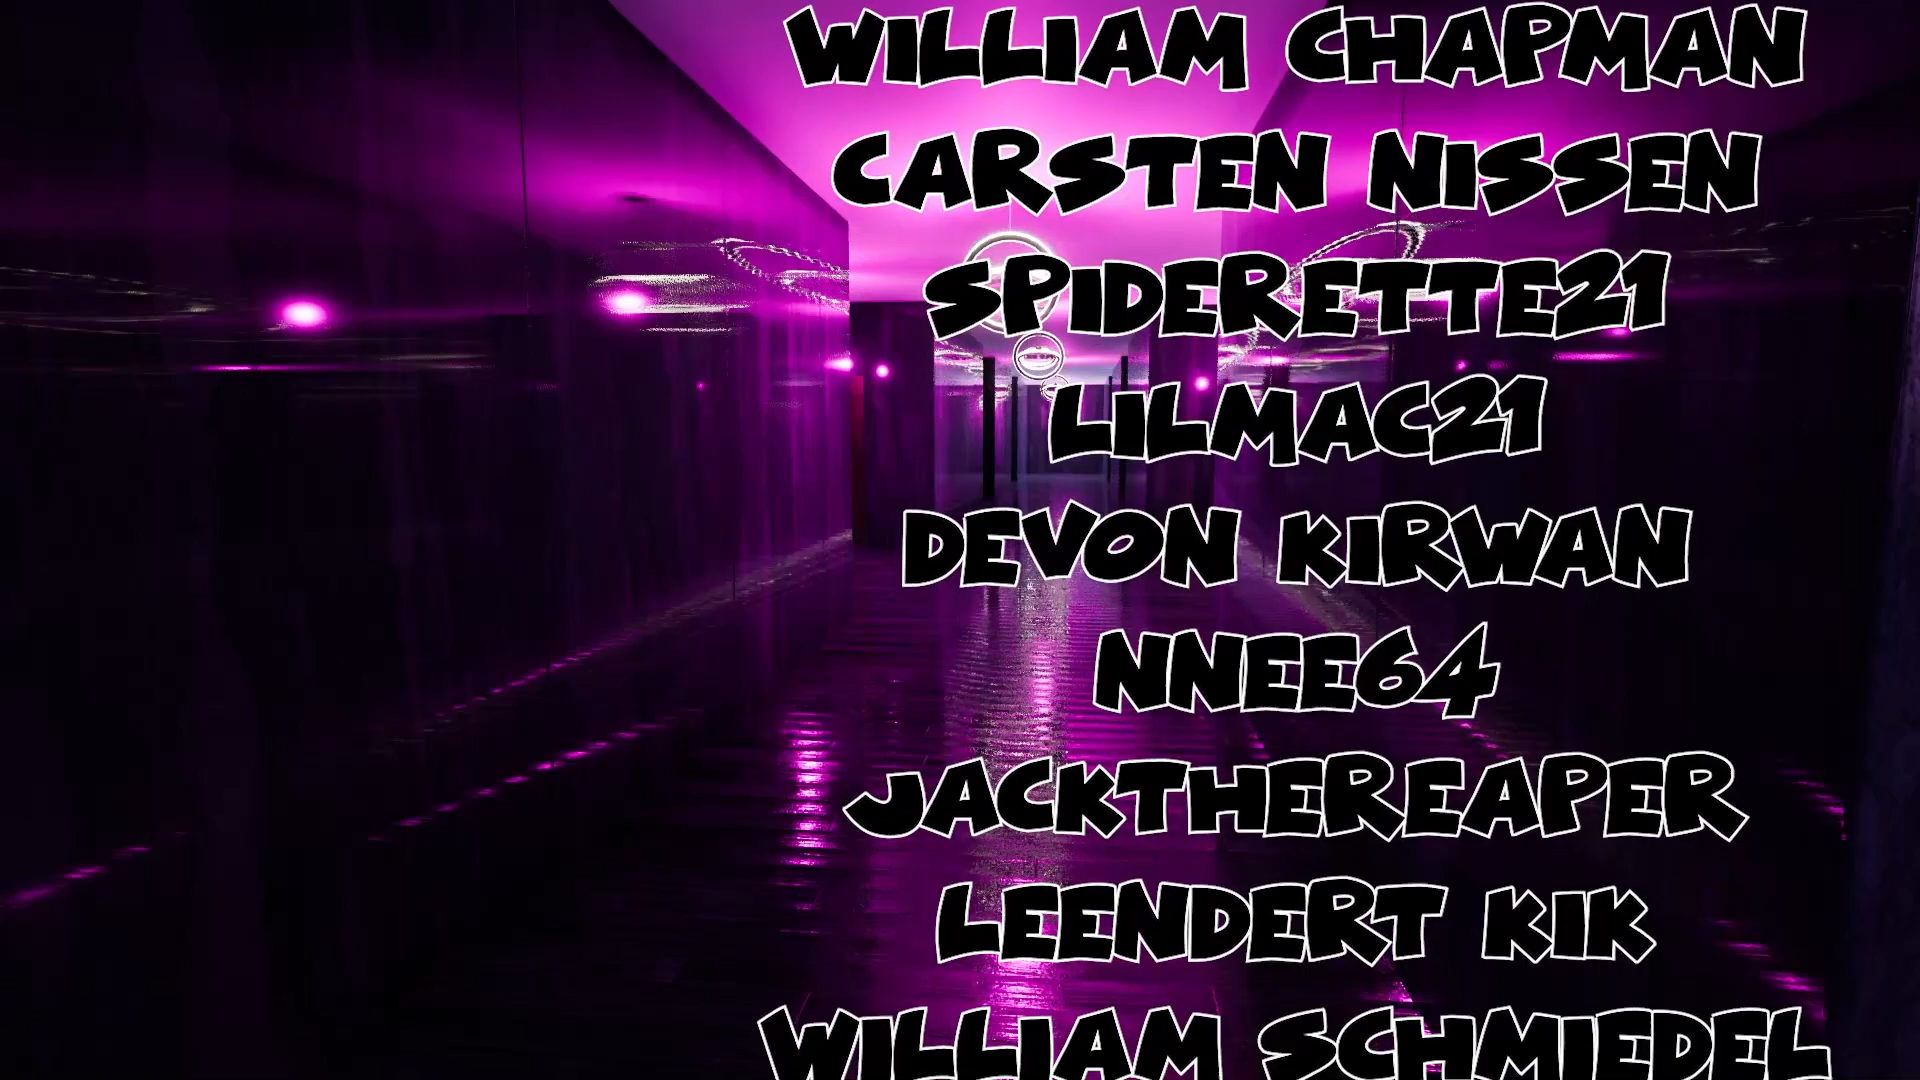 WILLIAM CHAPMAN
CARSTEN NISSEN
SPIDERETTE21
LILMAC21
DEVON KIRWAN
NNEE64
JACKTHEREAPER
LEENDERT KIK
WILLIAM SCHMIEDEL